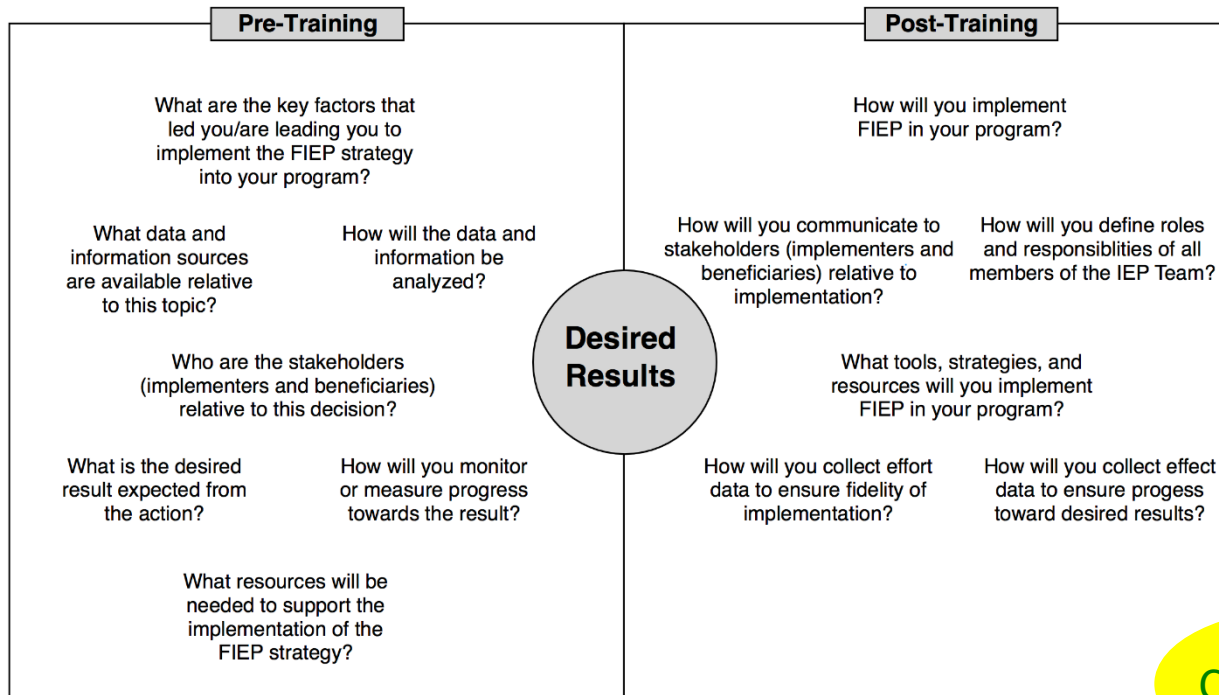 Pre-Training
What are the key factors that
led you/are leading you to
implement the FIEP strategy
into your program?
What data and
information sources
are available relative
to this topic?
How will the data and
information be
analyzed?
Who are the stakeholders
(implementers and beneficiaries)
relative to this decision?
What is the desired
result expected from
the action?
How will you monitor
or measure progress
towards the result?
What resources will be
needed to support the
implementation of the
FIEP strategy?
Desired
Results
Post-Training
How will you implement
FIEP in your program?
How will you communicate to
stakeholders (implementers and
beneficiaries) relative to
implementation?
How will you define roles
and responsiblities of all
members of the IEP Team?
What tools, strategies, and
resources will you implement
FIEP in your program?
How will you collect effort
data to ensure fidelity of
implementation?
How will you collect effect
data to ensure progess
toward desired results?